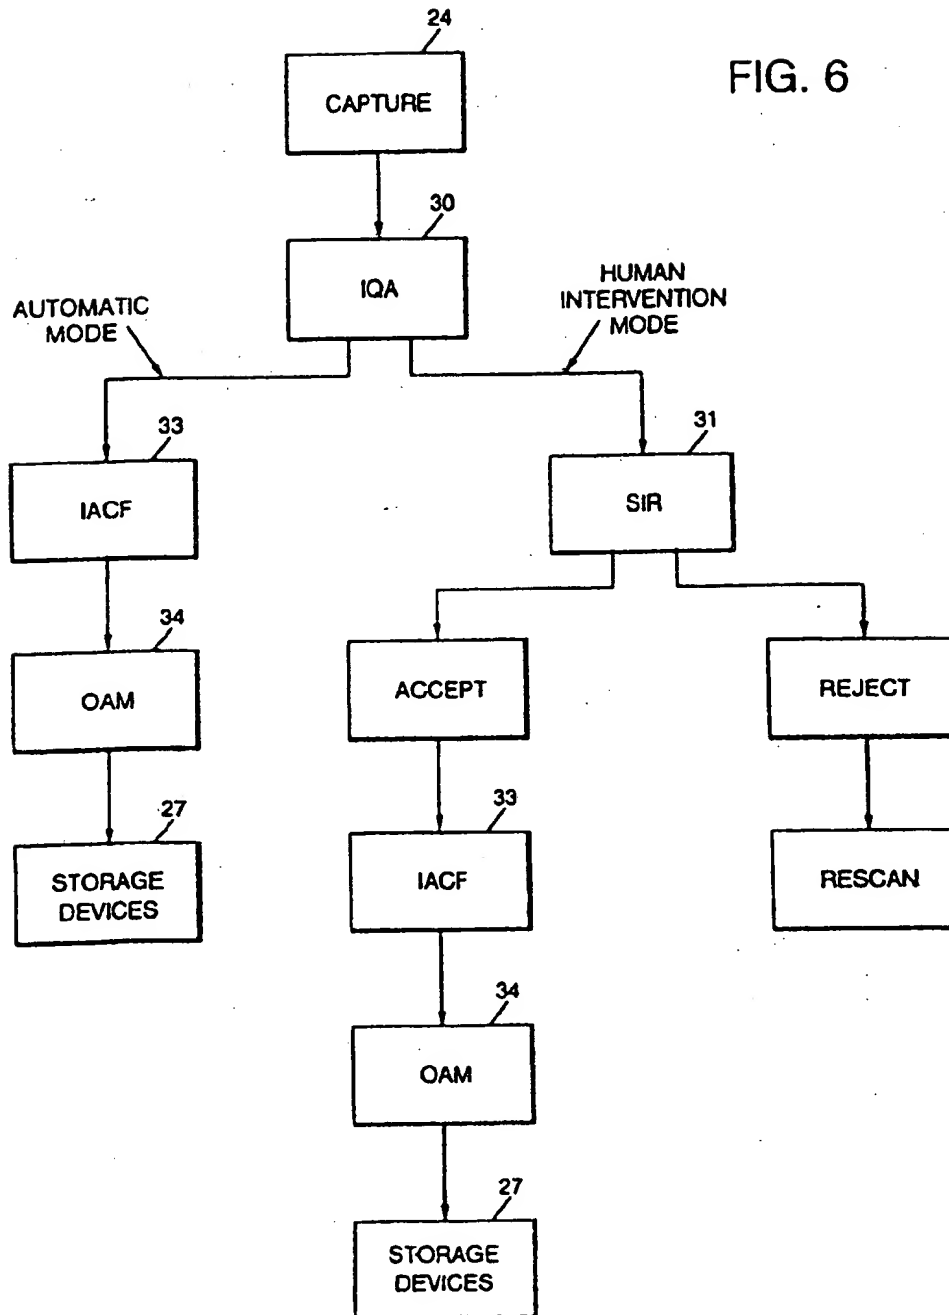 FIG. 6
24
CAPTURE
30
IQA
AUTOMATIC
MODE
HUMAN
INTERVENTION
MODE
33
IACF
31
SIR
34
OAM
ACCEPT
REJECT
27
STORAGE
DEVICES
33
IACF
RESCAN
34
OAM
27
STORAGE
DEVICES